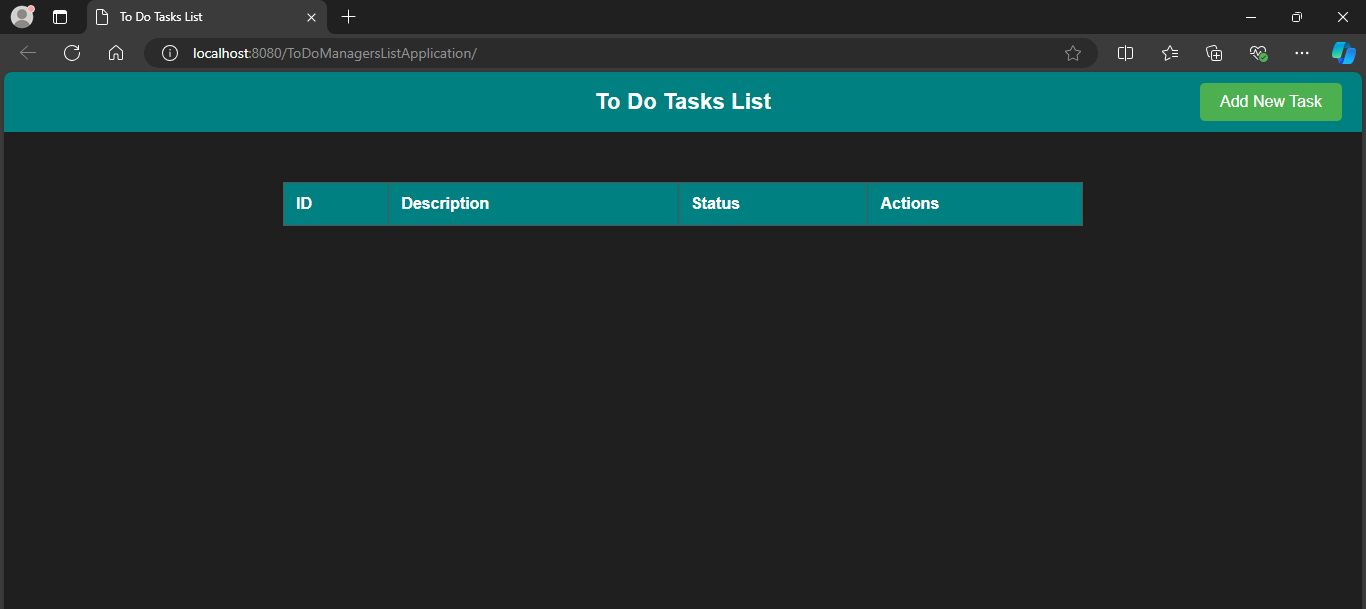 To Do Tasks List
localhost:8080/ToDoManagersListApplication/
To Do Tasks List
Add New Task
ID Description Status Actions